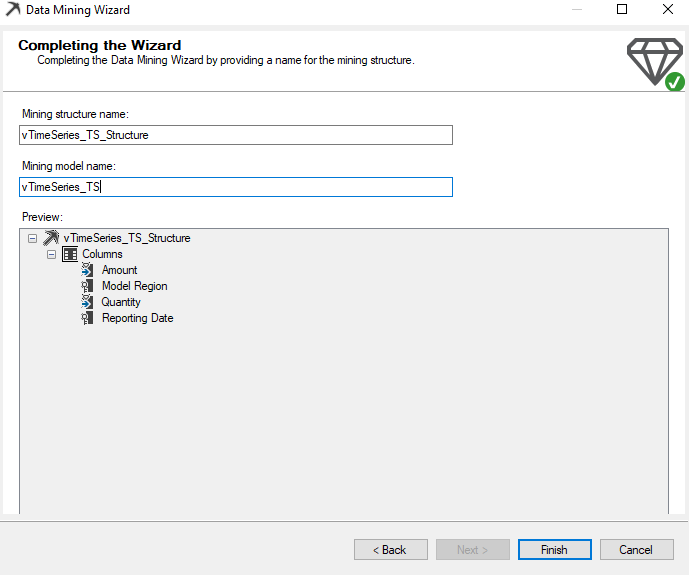 Data Mining Wizard
Completing the Wizard
Completing the Data Mining Wizard by providing a name for the mining structure.
Mining structure name:
vTimeSeries_TS_Structure
Mining model name:
vTimeSeries_TS
Preview:
vTimeSeries_TS_Structure
Columns
Amount
Model Region
Quantity
Reporting Date
< Back
Next >
Finish
Cancel